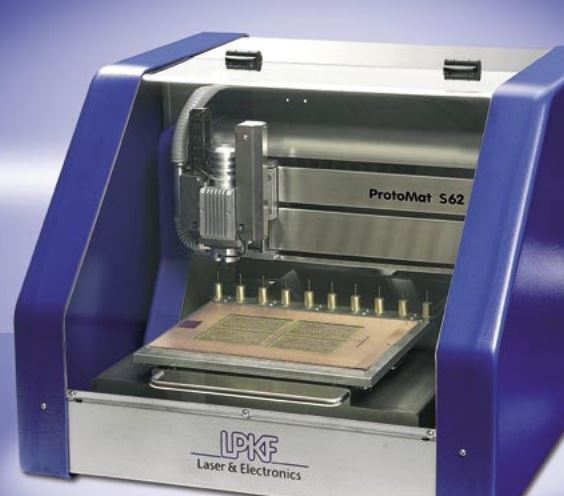 ProtoMat S62
LPKF
Laser & Electronics